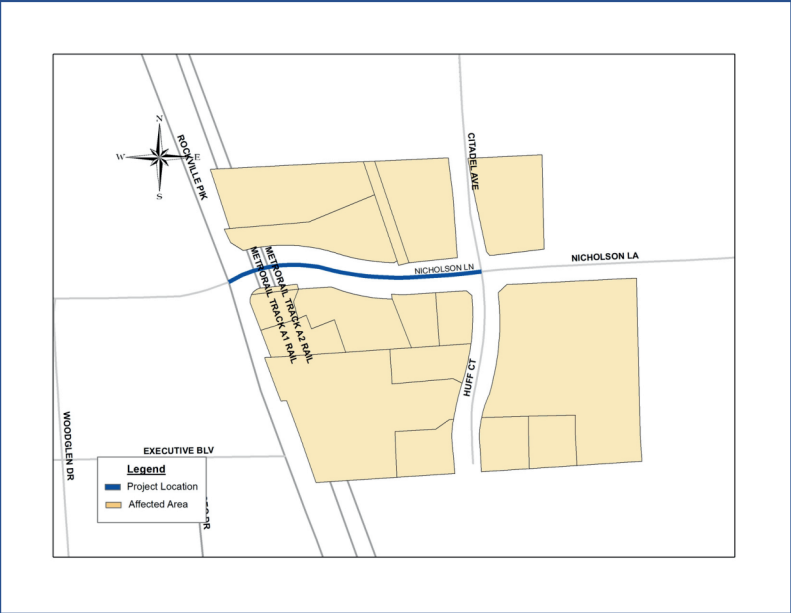 N
W
E
S
ROCKVILLE PIK
CITADEL AVE
NICHOLSON LN
NICHOLSON LA
METRORAIL TRACK A1 RAIL
METRORAIL TRACK A2 RAIL
HUFF CT
WOODGLEN DR
EXECUTIVE BLV
Legend
Project Location
Affected Area